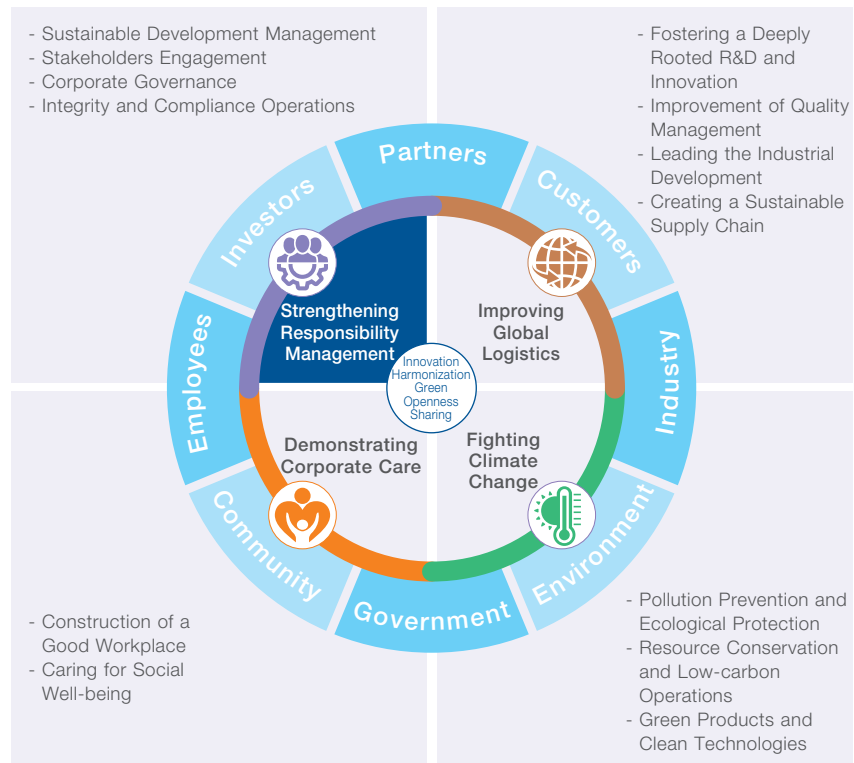 - Sustainable Development Management
- Stakeholders Engagement
- Corporate Governance
- Integrity and Compliance Operations
- Fostering a Deeply
Rooted R&D and
Innovation
- Improvement of Quality
Management
- Leading the Industrial
Development
- Creating a Sustainable
Supply Chain
Partners
Customers
Industry
Environment
Government
Community
Employees
Investors
Strengthening
Responsibility
Management
Improving
Global
Logistics
Innovation
Harmonization
Green
Openness
Sharing
Demonstrating
Corporate Care
Fighting
Climate
Change
- Construction of a
Good Workplace
- Caring for Social
Well-being
- Pollution Prevention and
Ecological Protection
- Resource Conservation
and Low-carbon
Operations
- Green Products and
Clean Technologies